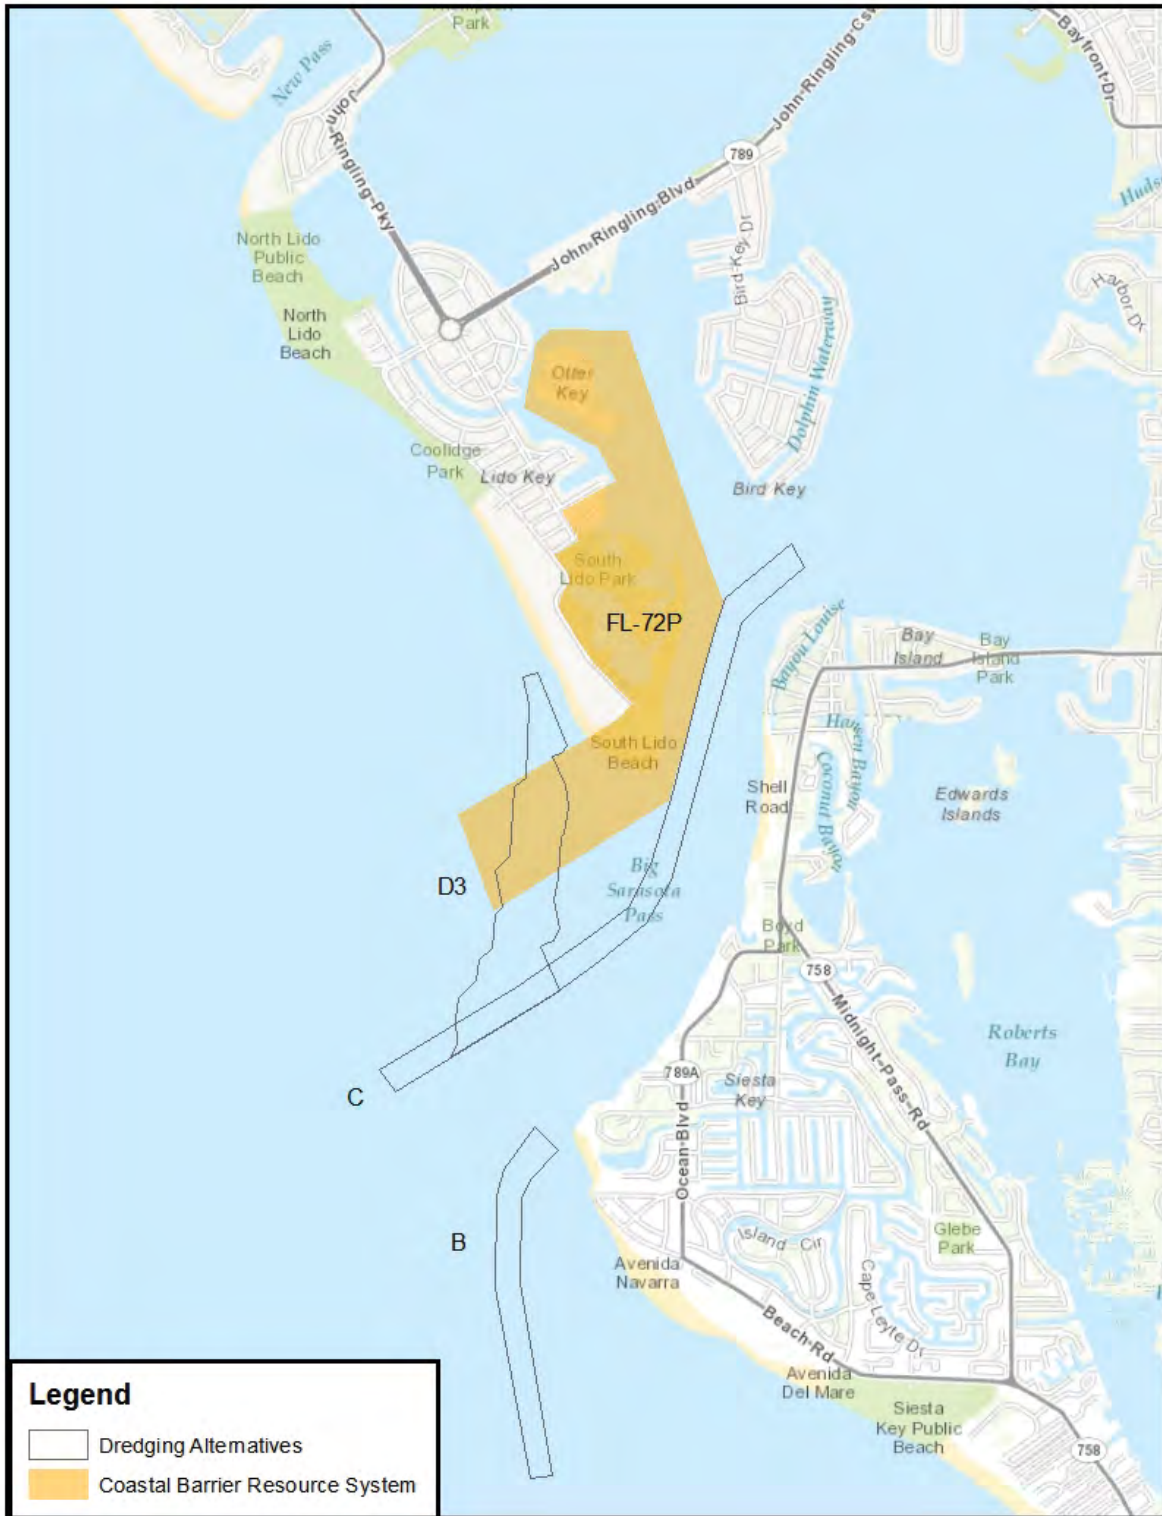 Park
New Pass
John
Ringling-Pky
John-Ringling-Blvd
789
John-Ringling-Csw
Bayfront-Dr
North Lido
Public
Beach
North
Lido
Beach
Bird-Key-Dr
Dolphin Waterway
Harbor Dr
Otter
Key
Coolidge
Park
Lido Key
Bird Key
South
Lido Park
FL-72P
Bayou Louise
Bay
Island
Bay
Island
Park
South Lido
Beach
Hansen Bayou
Coconut Bayou
Shell
Road
Edwards
Islands
D3
Big
Sarasota
Pass
Boyd
Park
758
Midnight-Pass-Rd
Roberts
Bay
C
789A
Siesta
Key
Ocean-Blvd
B
Island Cir
Glebe
Park
Avenida
Navarra
Cape Leyte Dr
Beach-Rd
Avenida
Del Mare
Siesta
Key Public
Beach
758
Legend
Dredging Alternatives
Coastal Barrier Resource System